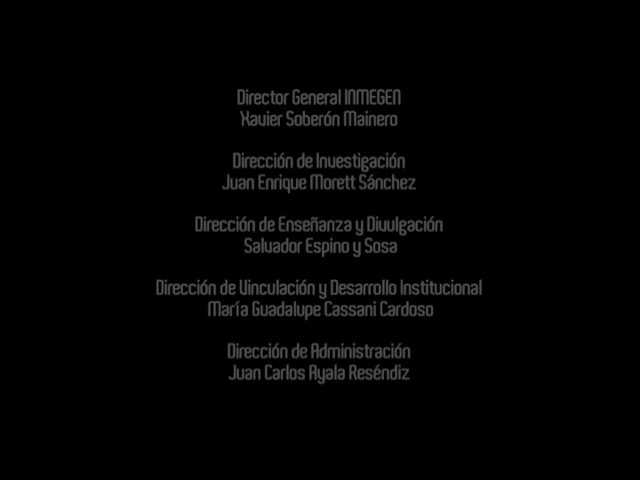 Director General INMEGEN
Xavier Soberón Mainero
Dirección de Investigación
Juan Enrique Morett Sánchez
Dirección de Enseñanza y Divulgación
Salvador Espino y Sosa
Dirección de Vinculación y Desarrollo Institucional
María Guadalupe Cassani Cardoso
Dirección de Administración
Juan Carlos Ayala Reséndiz